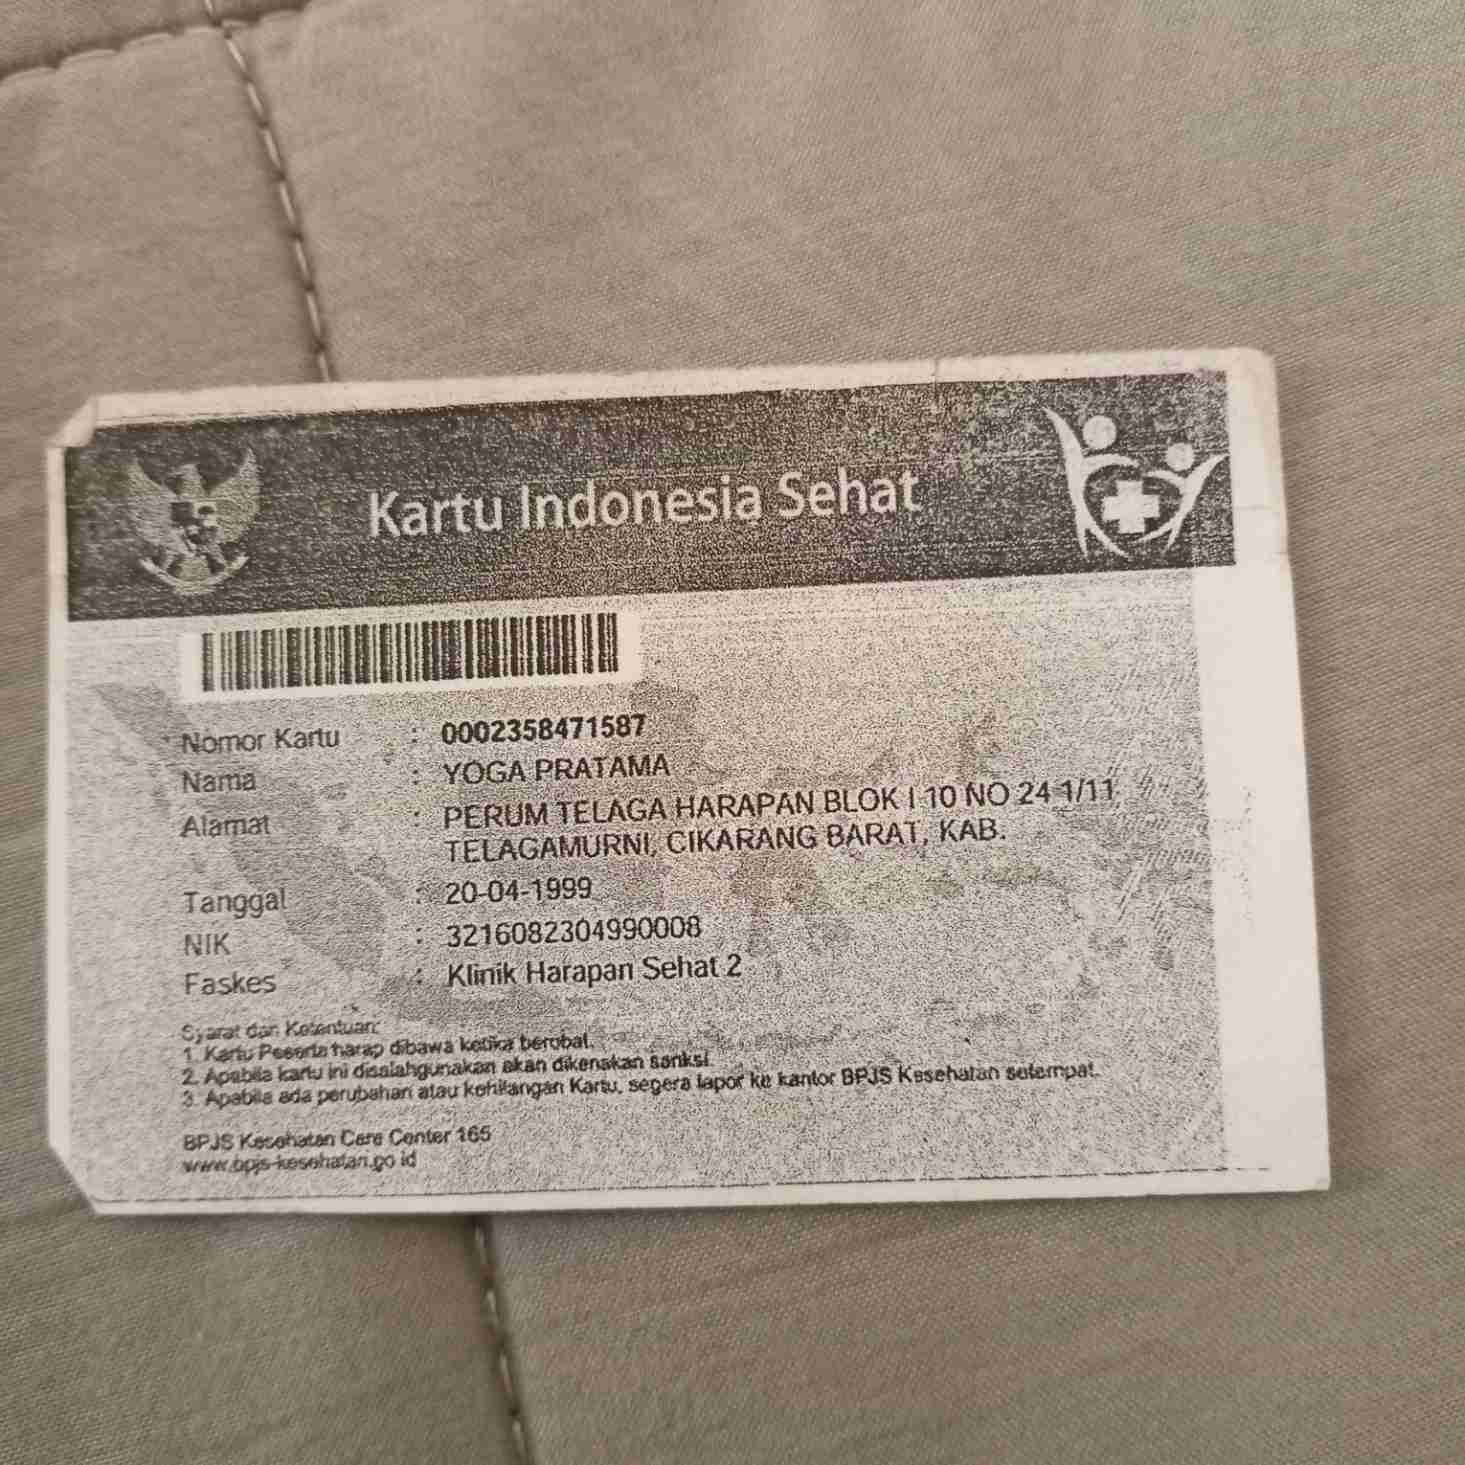 Kartu Indonesia Sehat
Nomor Kartu : 0002358471587
Nama : YOGA PRATAMA
Alamat : PERUM TELAGA HARAPAN BLOK I 10 NO 24 1/11
TELAGAMURNI, CIKARANG BARAT, KAB.
Tanggal : 20-04-1999
NIK : 3216082304990008
Faskes : Klinik Harapan Sehat 2
Syarat dan Ketentuan:
1. Kartu Peserta harap dibawa ketika berobat.
2. Apabila kartu ini disalahgunakan akan dikenakan sanksi.
3. Apabila ada perubahan atau kehilangan Kartu, segera lapor ke kantor BPJS Kesehatan setempat.
BPJS Kesehatan Care Center 165
www.bpjs-kesehatan.go.id